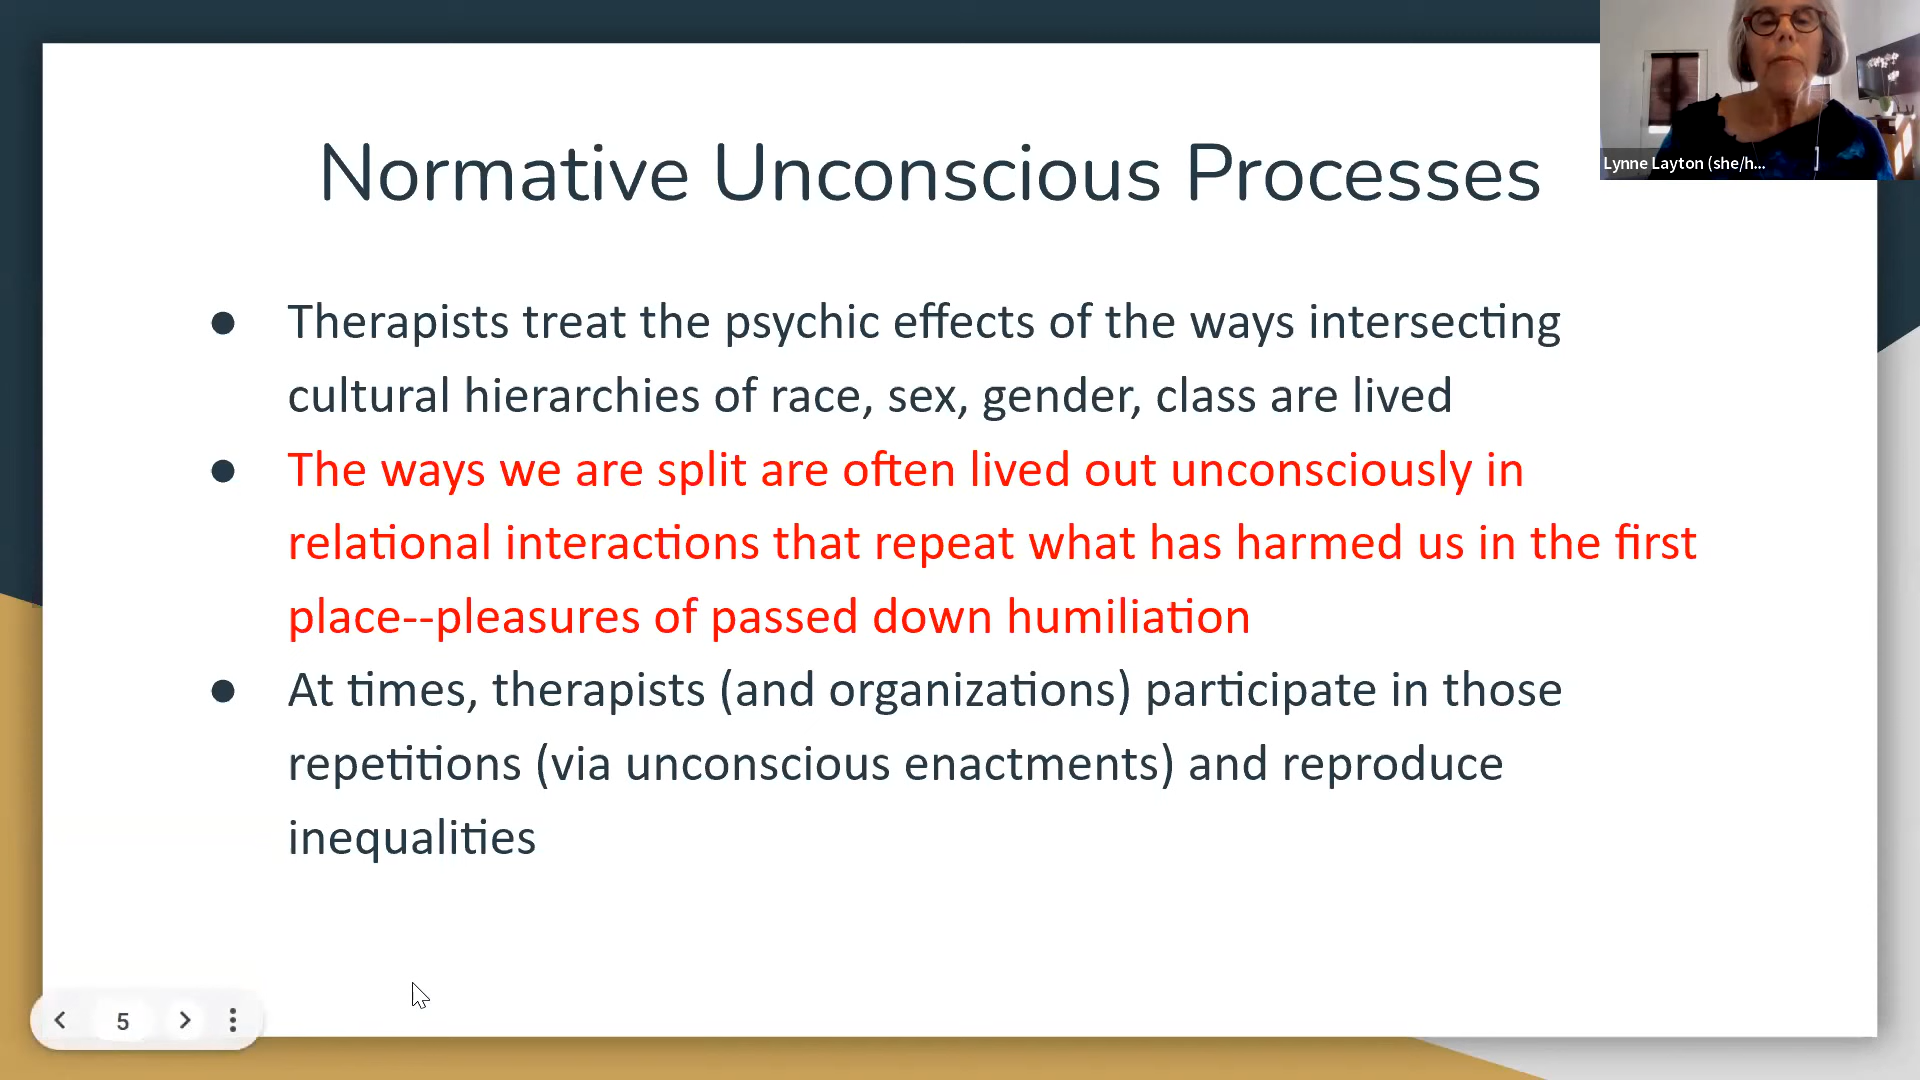 Normative Unconscious Processes
Lynne Layton (she/h...
● Therapists treat the psychic effects of the ways intersecting
cultural hierarchies of race, sex, gender, class are lived
● The ways we are split are often lived out unconsciously in
relational interactions that repeat what has harmed us in the first
place--pleasures of passed down humiliation
● At times, therapists (and organizations) participate in those
repetitions (via unconscious enactments) and reproduce
inequalities
5